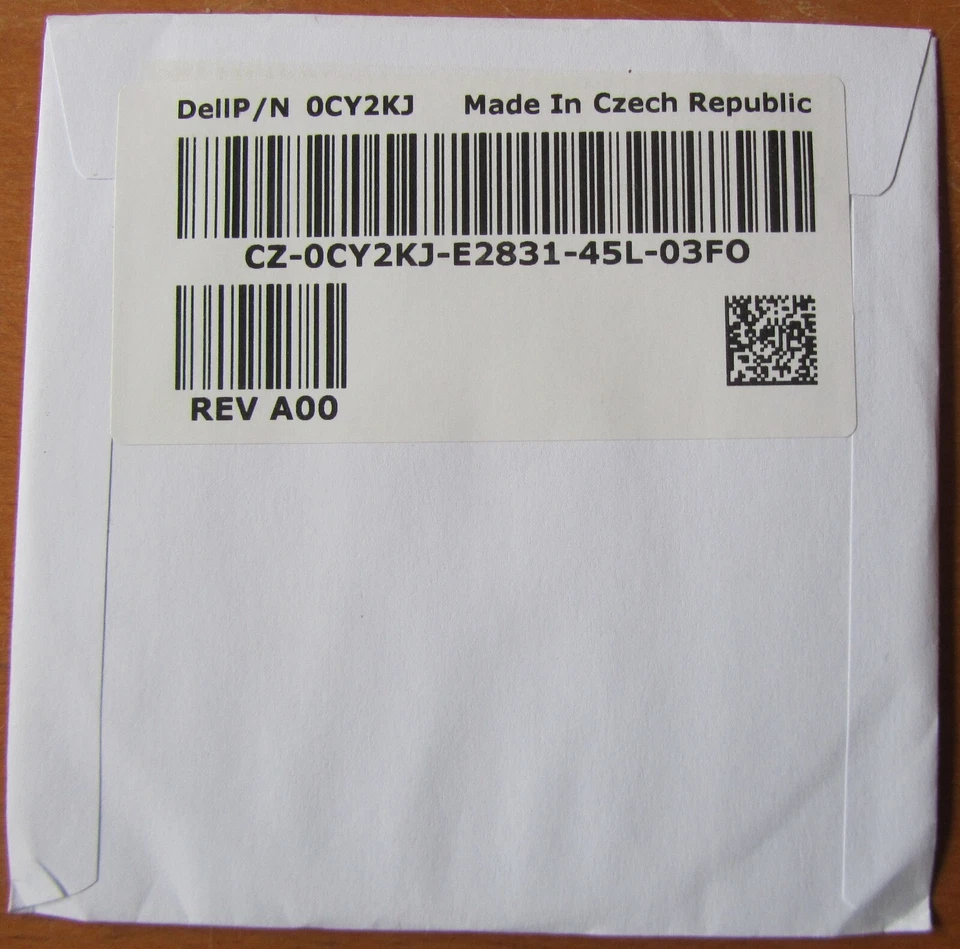 DellP/N 0CY2KJ Made In Czech Republic
CZ-0CY2KJ-E2831-45L-03FO
REV A00